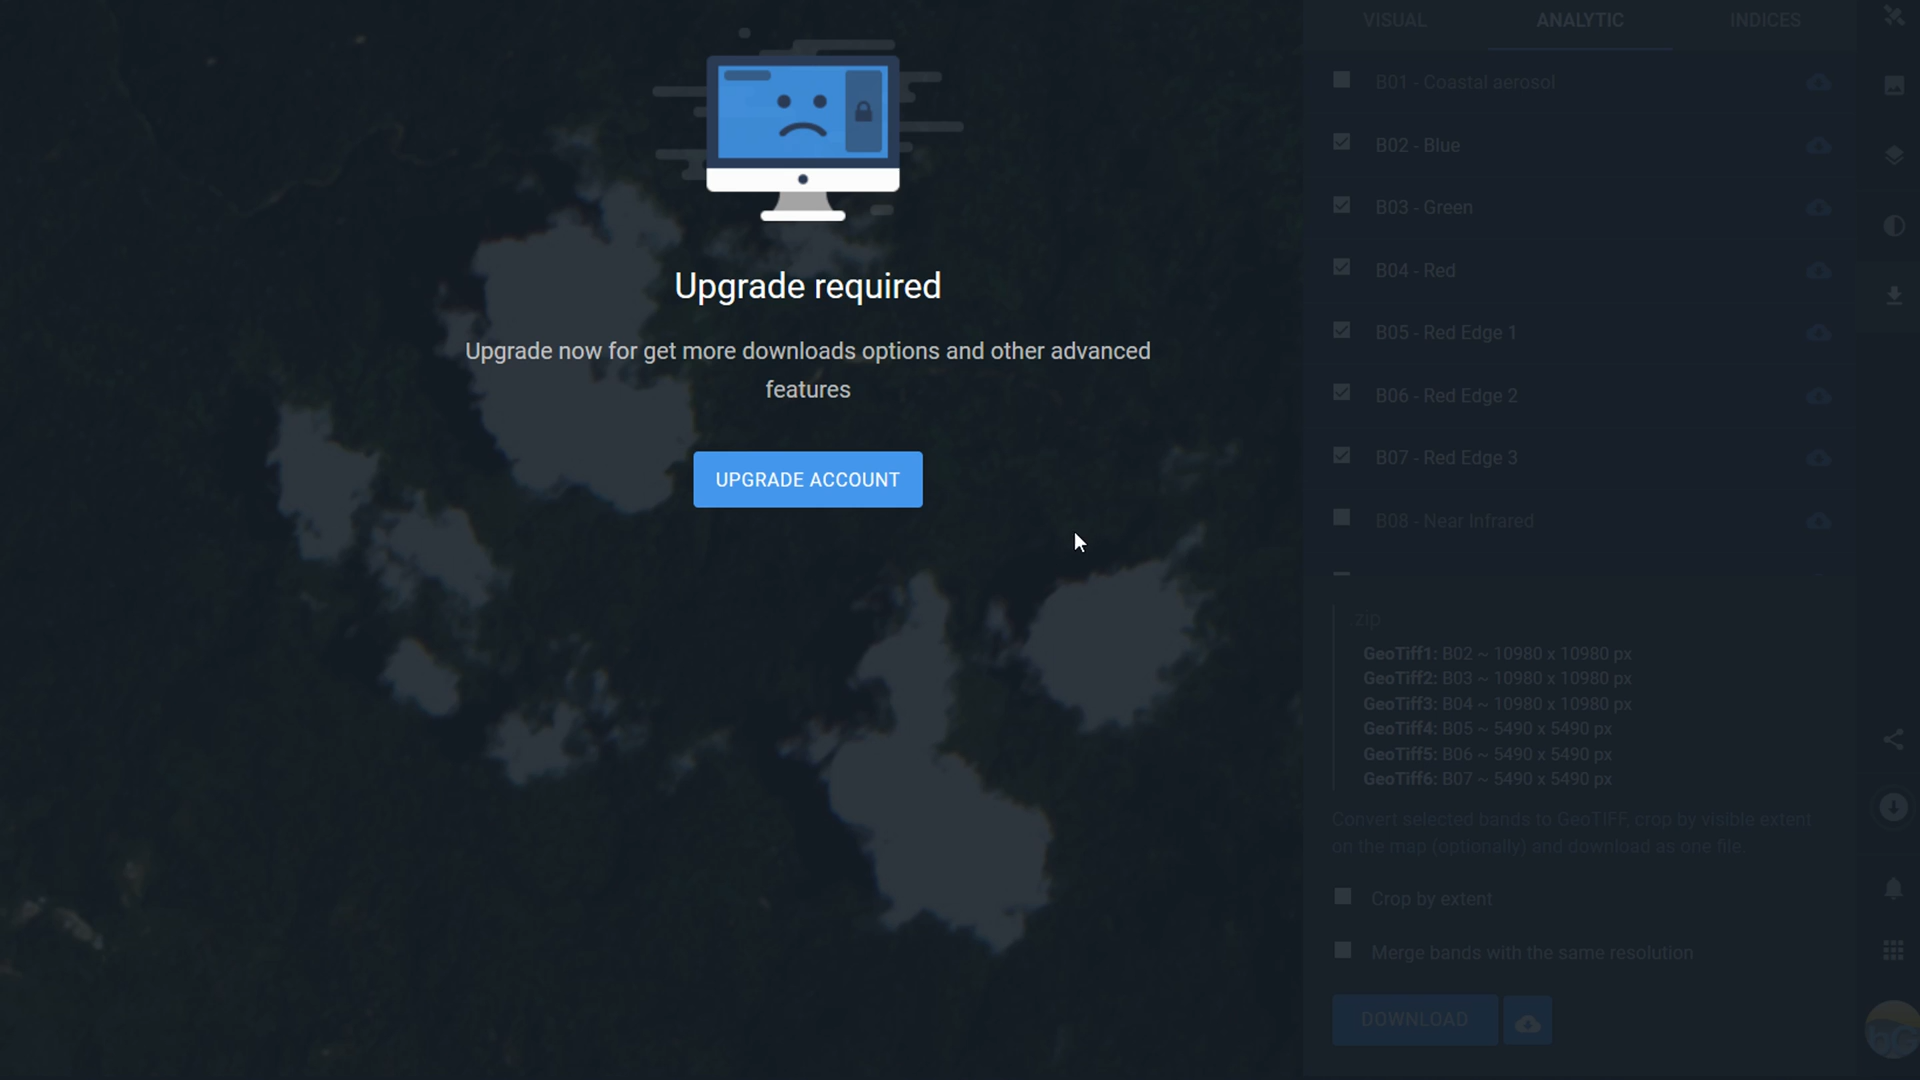 Upgrade required
Upgrade now for get more downloads options and other advanced
features
UPGRADE ACCOUNT
VISUAL
ANALYTIC
INDICES
B01 - Coastal aerosol
B02 - Blue
B03 - Green
B04 - Red
B05 - Red Edge 1
B06 - Red Edge 2
B07 - Red Edge 3
B08 - Near Infrared
zip
GeoTiff1: B02 ~ 10980 x 10980 px
GeoTiff2: B03 ~ 10980 x 10980 px
GeoTiff3: B04 ~ 10980 x 10980 px
GeoTiff4: B05 ~ 5490 x 5490 px
GeoTiff5: B06 ~ 5490 x 5490 px
GeoTiff6: B07 ~ 5490 x 5490 px
Convert selected bands to GeoTIFF, crop by visible extent
on the map (optionally) and download as one file.
Crop by extent
Merge bands with the same resolution
DOWNLOAD